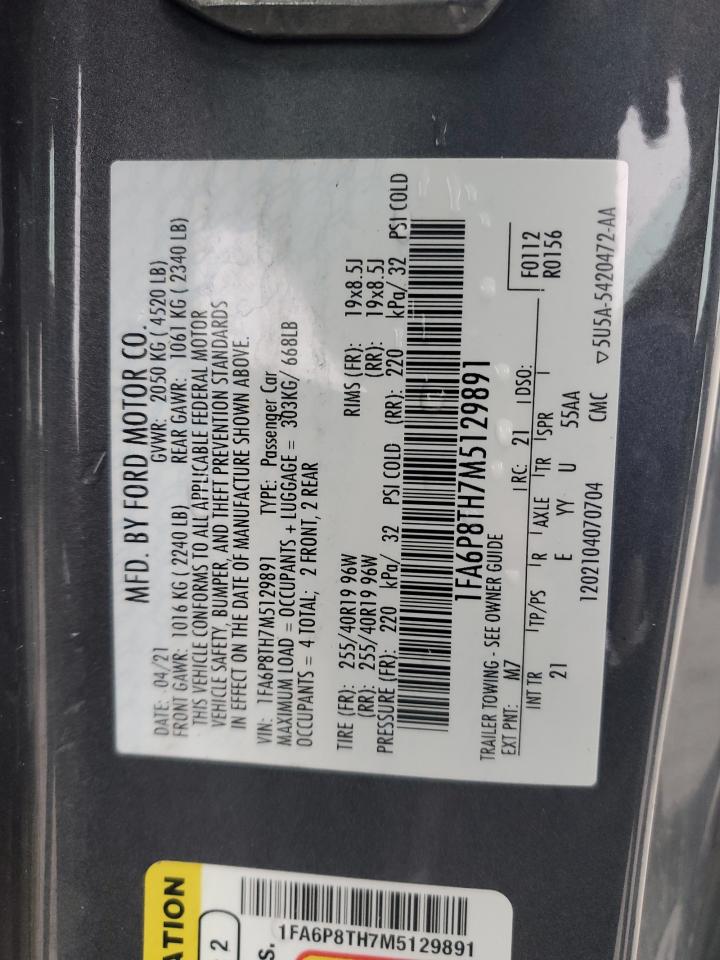 MFD. BY FORD MOTOR CO.
DATE: 04/21 GVWR: 2050 KG ( 4520 LB)
FRONT GAWR: 1016 KG ( 2240 LB) REAR GAWR: 1061 KG ( 2340 LB)
THIS VEHICLE CONFORMS TO ALL APPLICABLE FEDERAL MOTOR
VEHICLE SAFETY, BUMPER, AND THEFT PREVENTION STANDARDS
IN EFFECT ON THE DATE OF MANUFACTURE SHOWN ABOVE.
VIN: 1FA6P8TH7M5129891 TYPE: Passenger Car
MAXIMUM LOAD = OCCUPANTS + LUGGAGE = 303KG/ 668LB
OCCUPANTS = 4 TOTAL; 2 FRONT, 2 REAR
TIRE (FR): 255/40R19 96W RIMS (FR): 19x8.5J
(RR): 255/40R19 96W (RR): 19x8.5J
PRESSURE (FR): 220 kPa/ 32 PSI COLD (RR): 220 kPa/ 32 PSI COLD
1FA6P8TH7M5129891
TRAILER TOWING - SEE OWNER GUIDE
EXT PNT: M7 RC: 21 DSO: F0112
R0156
INT TR TP/PS R AXLE TR SPR
21 E YY U 55AA
1202104070704 CMC ▽5U5A-5420472-AA
ATION
2
S.
1FA6P8TH7M5129891